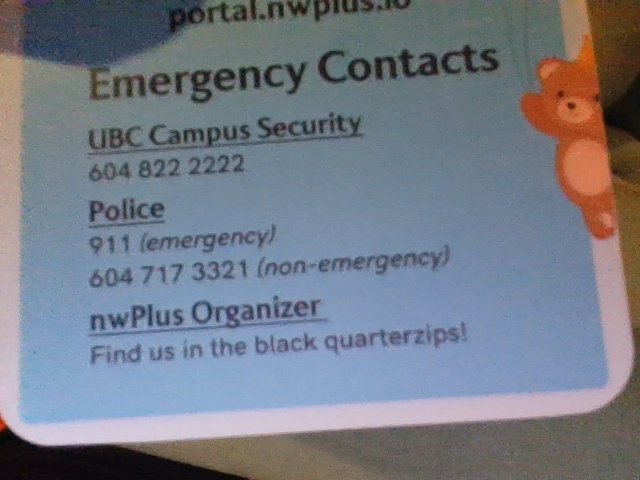 portal.nwplus.io
Emergency Contacts
UBC Campus Security
604 822 2222
Police
911 (emergency)
604 717 3321 (non-emergency)
nwPlus Organizer
Find us in the black quarterzips!